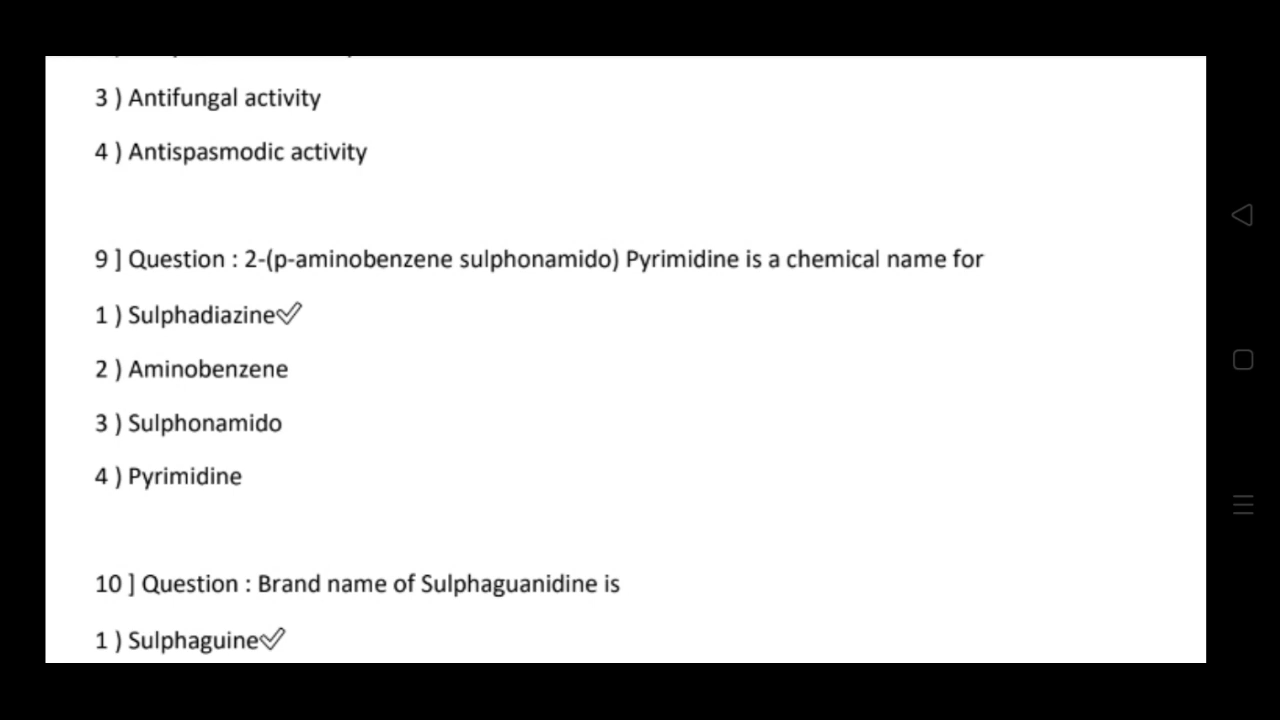 3 ) Antifungal activity
4 ) Antispasmodic activity
9 ] Question : 2-(p-aminobenzene sulphonamido) Pyrimidine is a chemical name for
1 ) Sulphadiazine✓
2 ) Aminobenzene
3 ) Sulphonamido
4 ) Pyrimidine
10 ] Question : Brand name of Sulphaguanidine is
1 ) Sulphaguine✓